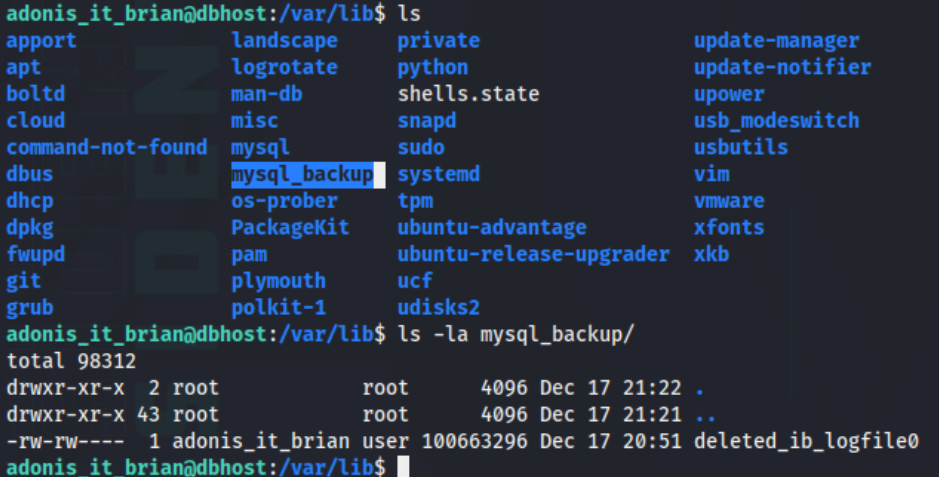 adonis_it_brian@dbhost:/var/lib$ ls
apport landscape private update-manager
apt logrotate python update-notifier
boltd man-db shells.state upower
cloud misc snapd usb_modeswitch
command-not-found mysql sudo usbutils
dbus mysql_backup systemd vim
dhcp os-prober tpm vmware
dpkg PackageKit ubuntu-advantage xfonts
fwupd pam ubuntu-release-upgrader xkb
git plymouth ucf
grub polkit-1 udisks2
adonis_it_brian@dbhost:/var/lib$ ls -la mysql_backup/
total 98312
drwxr-xr-x 2 root root 4096 Dec 17 21:22 .
drwxr-xr-x 43 root root 4096 Dec 17 21:21 ..
-rw-rw---- 1 adonis_it_brian user 100663296 Dec 17 20:51 deleted_ib_logfile0
adonis_it_brian@dbhost:/var/lib$